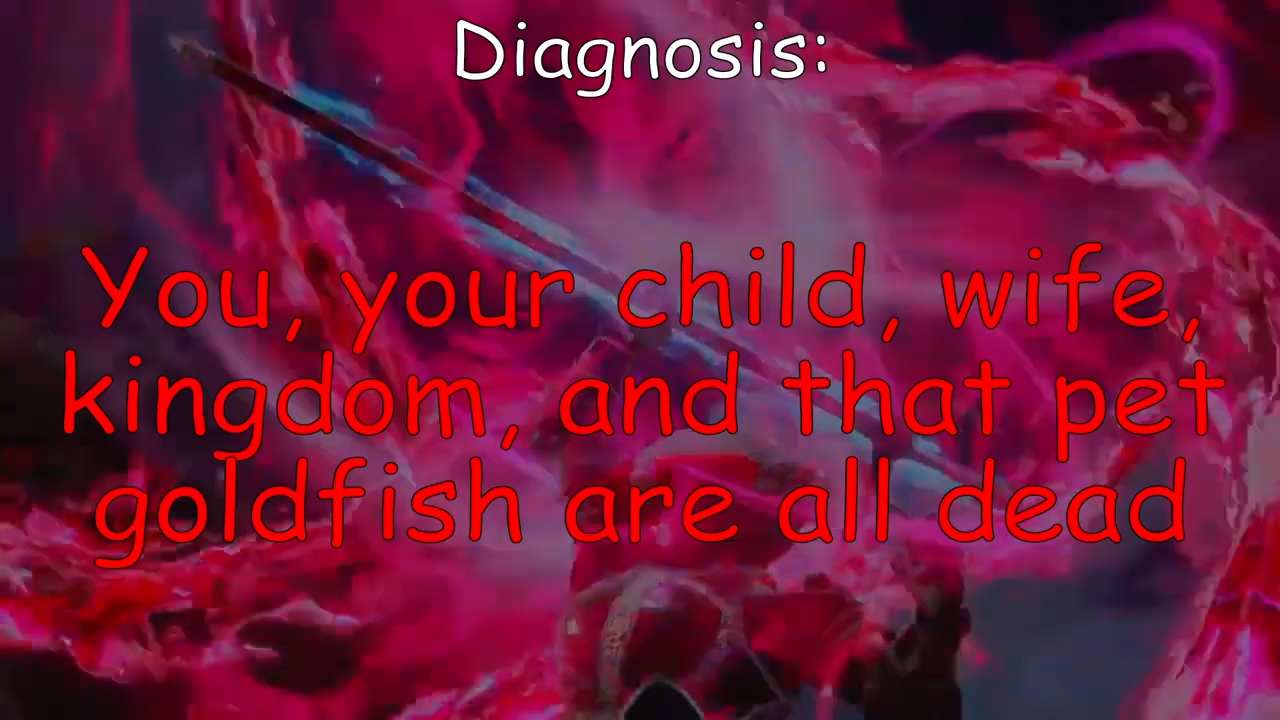 Diagnosis:
You, your child, wife,
kingdom, and that pet
goldfish are all dead